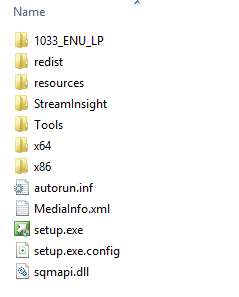 Name
1033_ENU_LP
redist
resources
StreamInsight
Tools
x64
x86
autorun.inf
MediaInfo.xml
setup.exe
setup.exe.config
sqmapi.dll